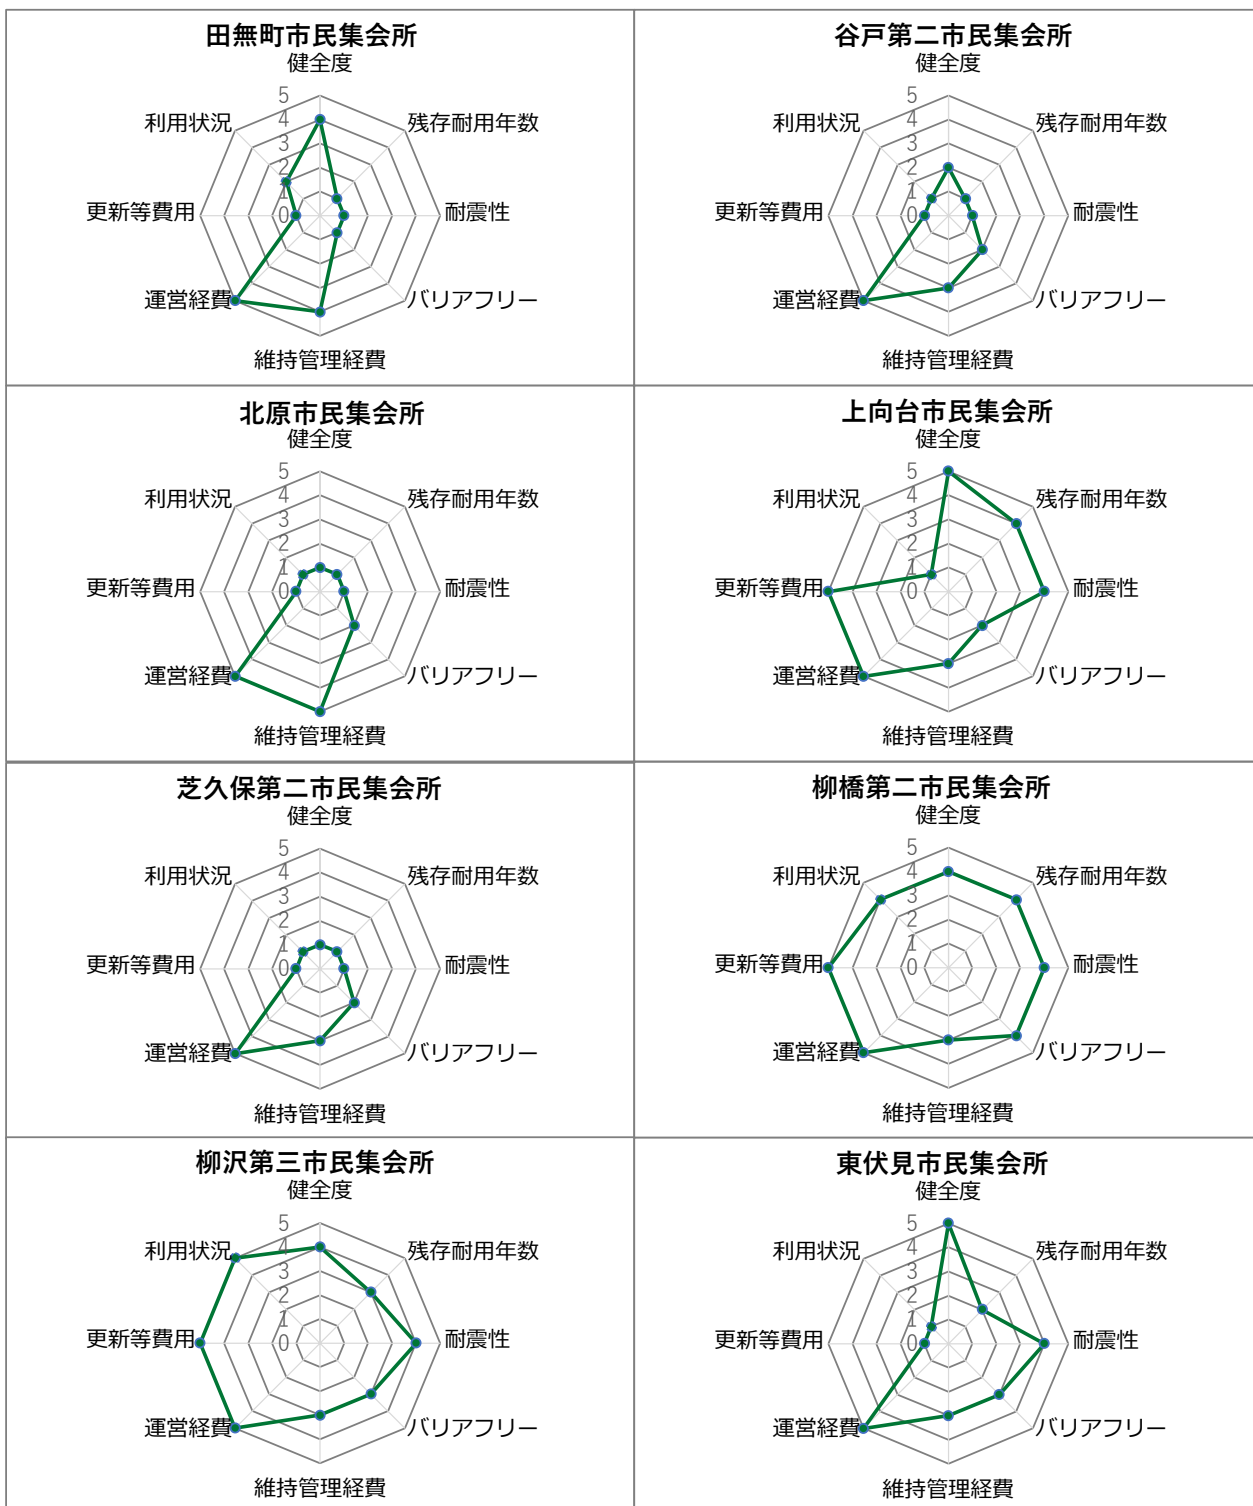 田無町市民集会所
健全度
5
利用状況
残存耐用年数
4
3
2
1
更新等費用
0
耐震性
運営経費
バリアフリー
維持管理経費
谷戸第二市民集会所
健全度
5
利用状況
残存耐用年数
4
3
2
1
更新等費用
0
耐震性
運営経費
バリアフリー
維持管理経費
北原市民集会所
健全度
5
利用状況
残存耐用年数
4
3
2
1
更新等費用
0
耐震性
運営経費
バリアフリー
維持管理経費
上向台市民集会所
健全度
5
利用状況
残存耐用年数
4
3
2
1
更新等費用
0
耐震性
運営経費
バリアフリー
維持管理経費
芝久保第二市民集会所
健全度
5
利用状況
残存耐用年数
4
3
2
1
更新等費用
0
耐震性
運営経費
バリアフリー
維持管理経費
柳橋第二市民集会所
健全度
5
利用状況
残存耐用年数
4
3
2
1
更新等費用
0
耐震性
運営経費
バリアフリー
維持管理経費
柳沢第三市民集会所
健全度
5
利用状況
残存耐用年数
4
3
2
1
更新等費用
0
耐震性
運営経費
バリアフリー
維持管理経費
東伏見市民集会所
健全度
5
利用状況
残存耐用年数
4
3
2
1
更新等費用
0
耐震性
運営経費
バリアフリー
維持管理経費